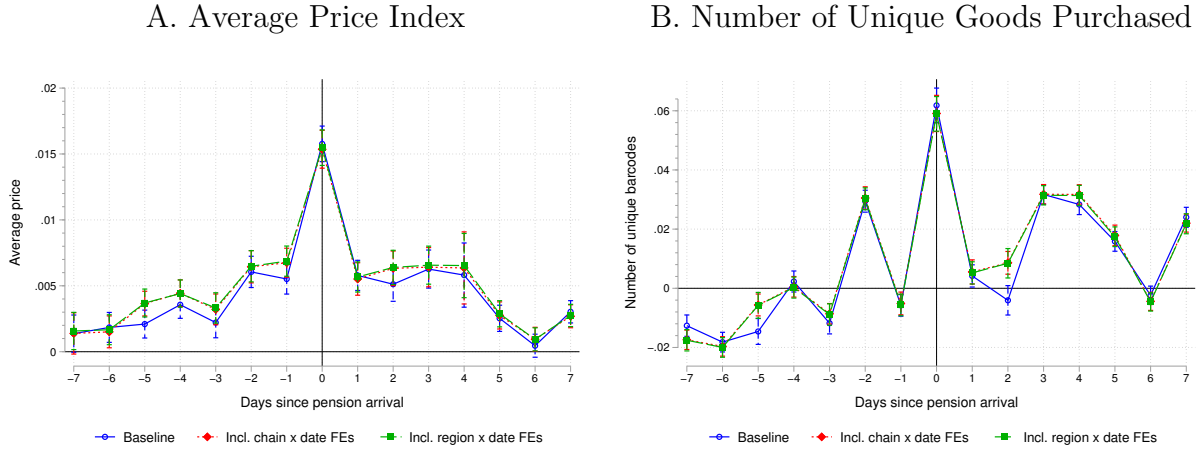 A. Average Price Index
.02
.015
.01
.005
0
Average price
−7 −6 −5 −4 −3 −2 −1 0 1 2 3 4 5 6 7
Days since pension arrival
Baseline Incl. chain x date FEs Incl. region x date FEs
B. Number of Unique Goods Purchased
.06
.04
.02
0
−.02
Number of unique barcodes
−7 −6 −5 −4 −3 −2 −1 0 1 2 3 4 5 6 7
Days since pension arrival
Baseline Incl. chain x date FEs Incl. region x date FEs